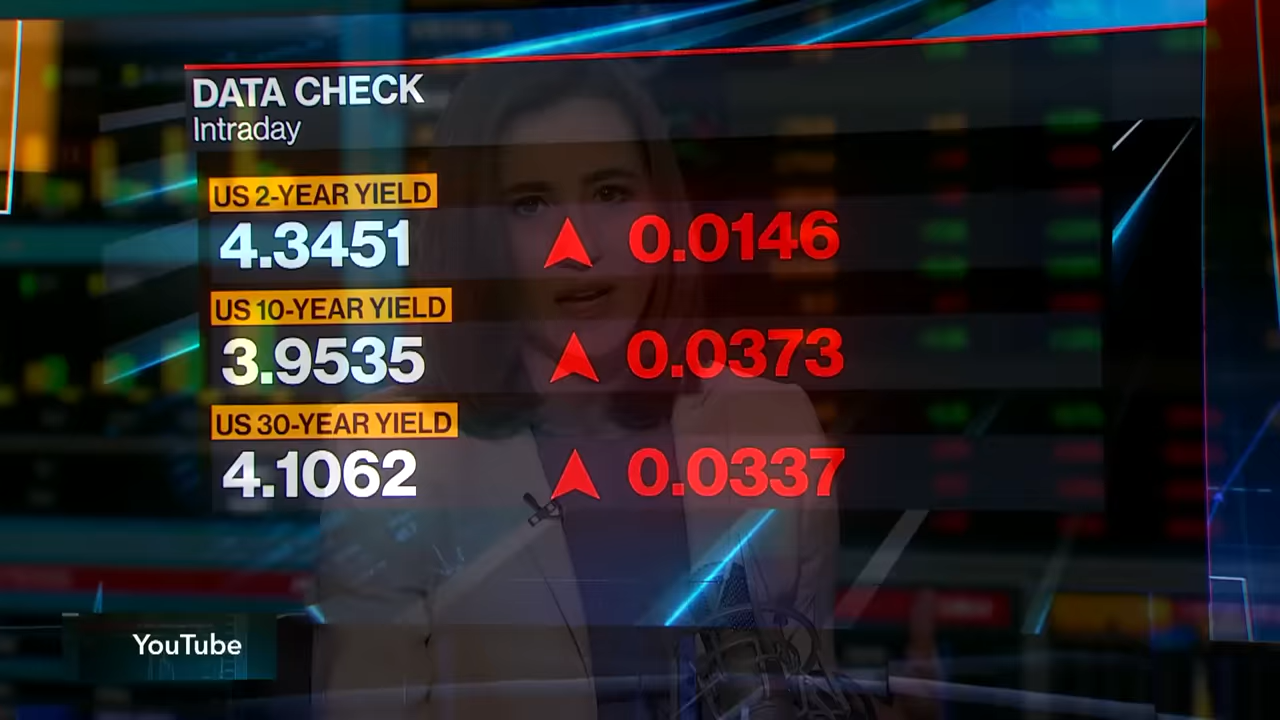 DATA CHECK
Intraday
US 2-YEAR YIELD
4.3451 ▲ 0.0146
US 10-YEAR YIELD
3.9535 ▲ 0.0373
US 30-YEAR YIELD
4.1062 ▲ 0.0337
YouTube